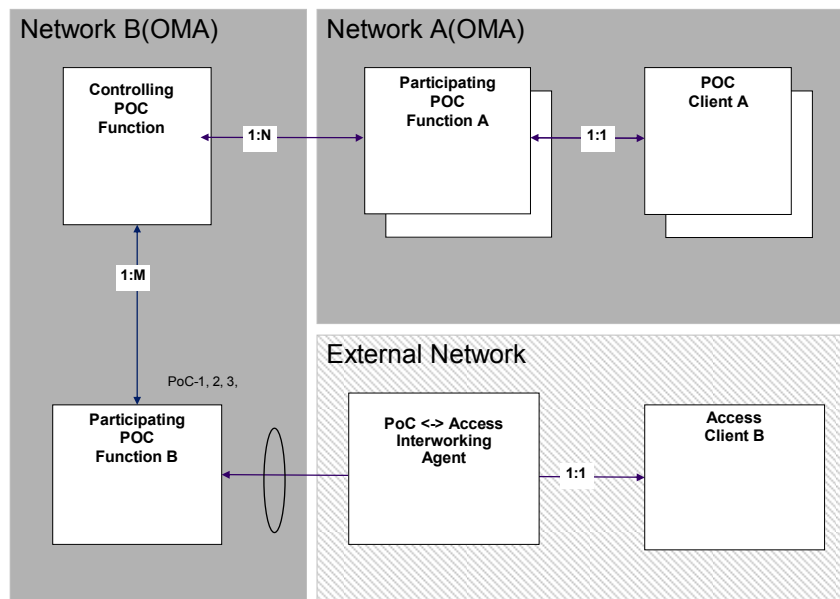 Network B(OMA)
Controlling
POC
Function
1:N
1:M
PoC-1, 2, 3,
Participating
POC
Function B
Network A(OMA)
Participating
POC
Function A
1:1
POC
Client A
External Network
PoC <-> Access
Interworking
Agent
1:1
Access
Client B